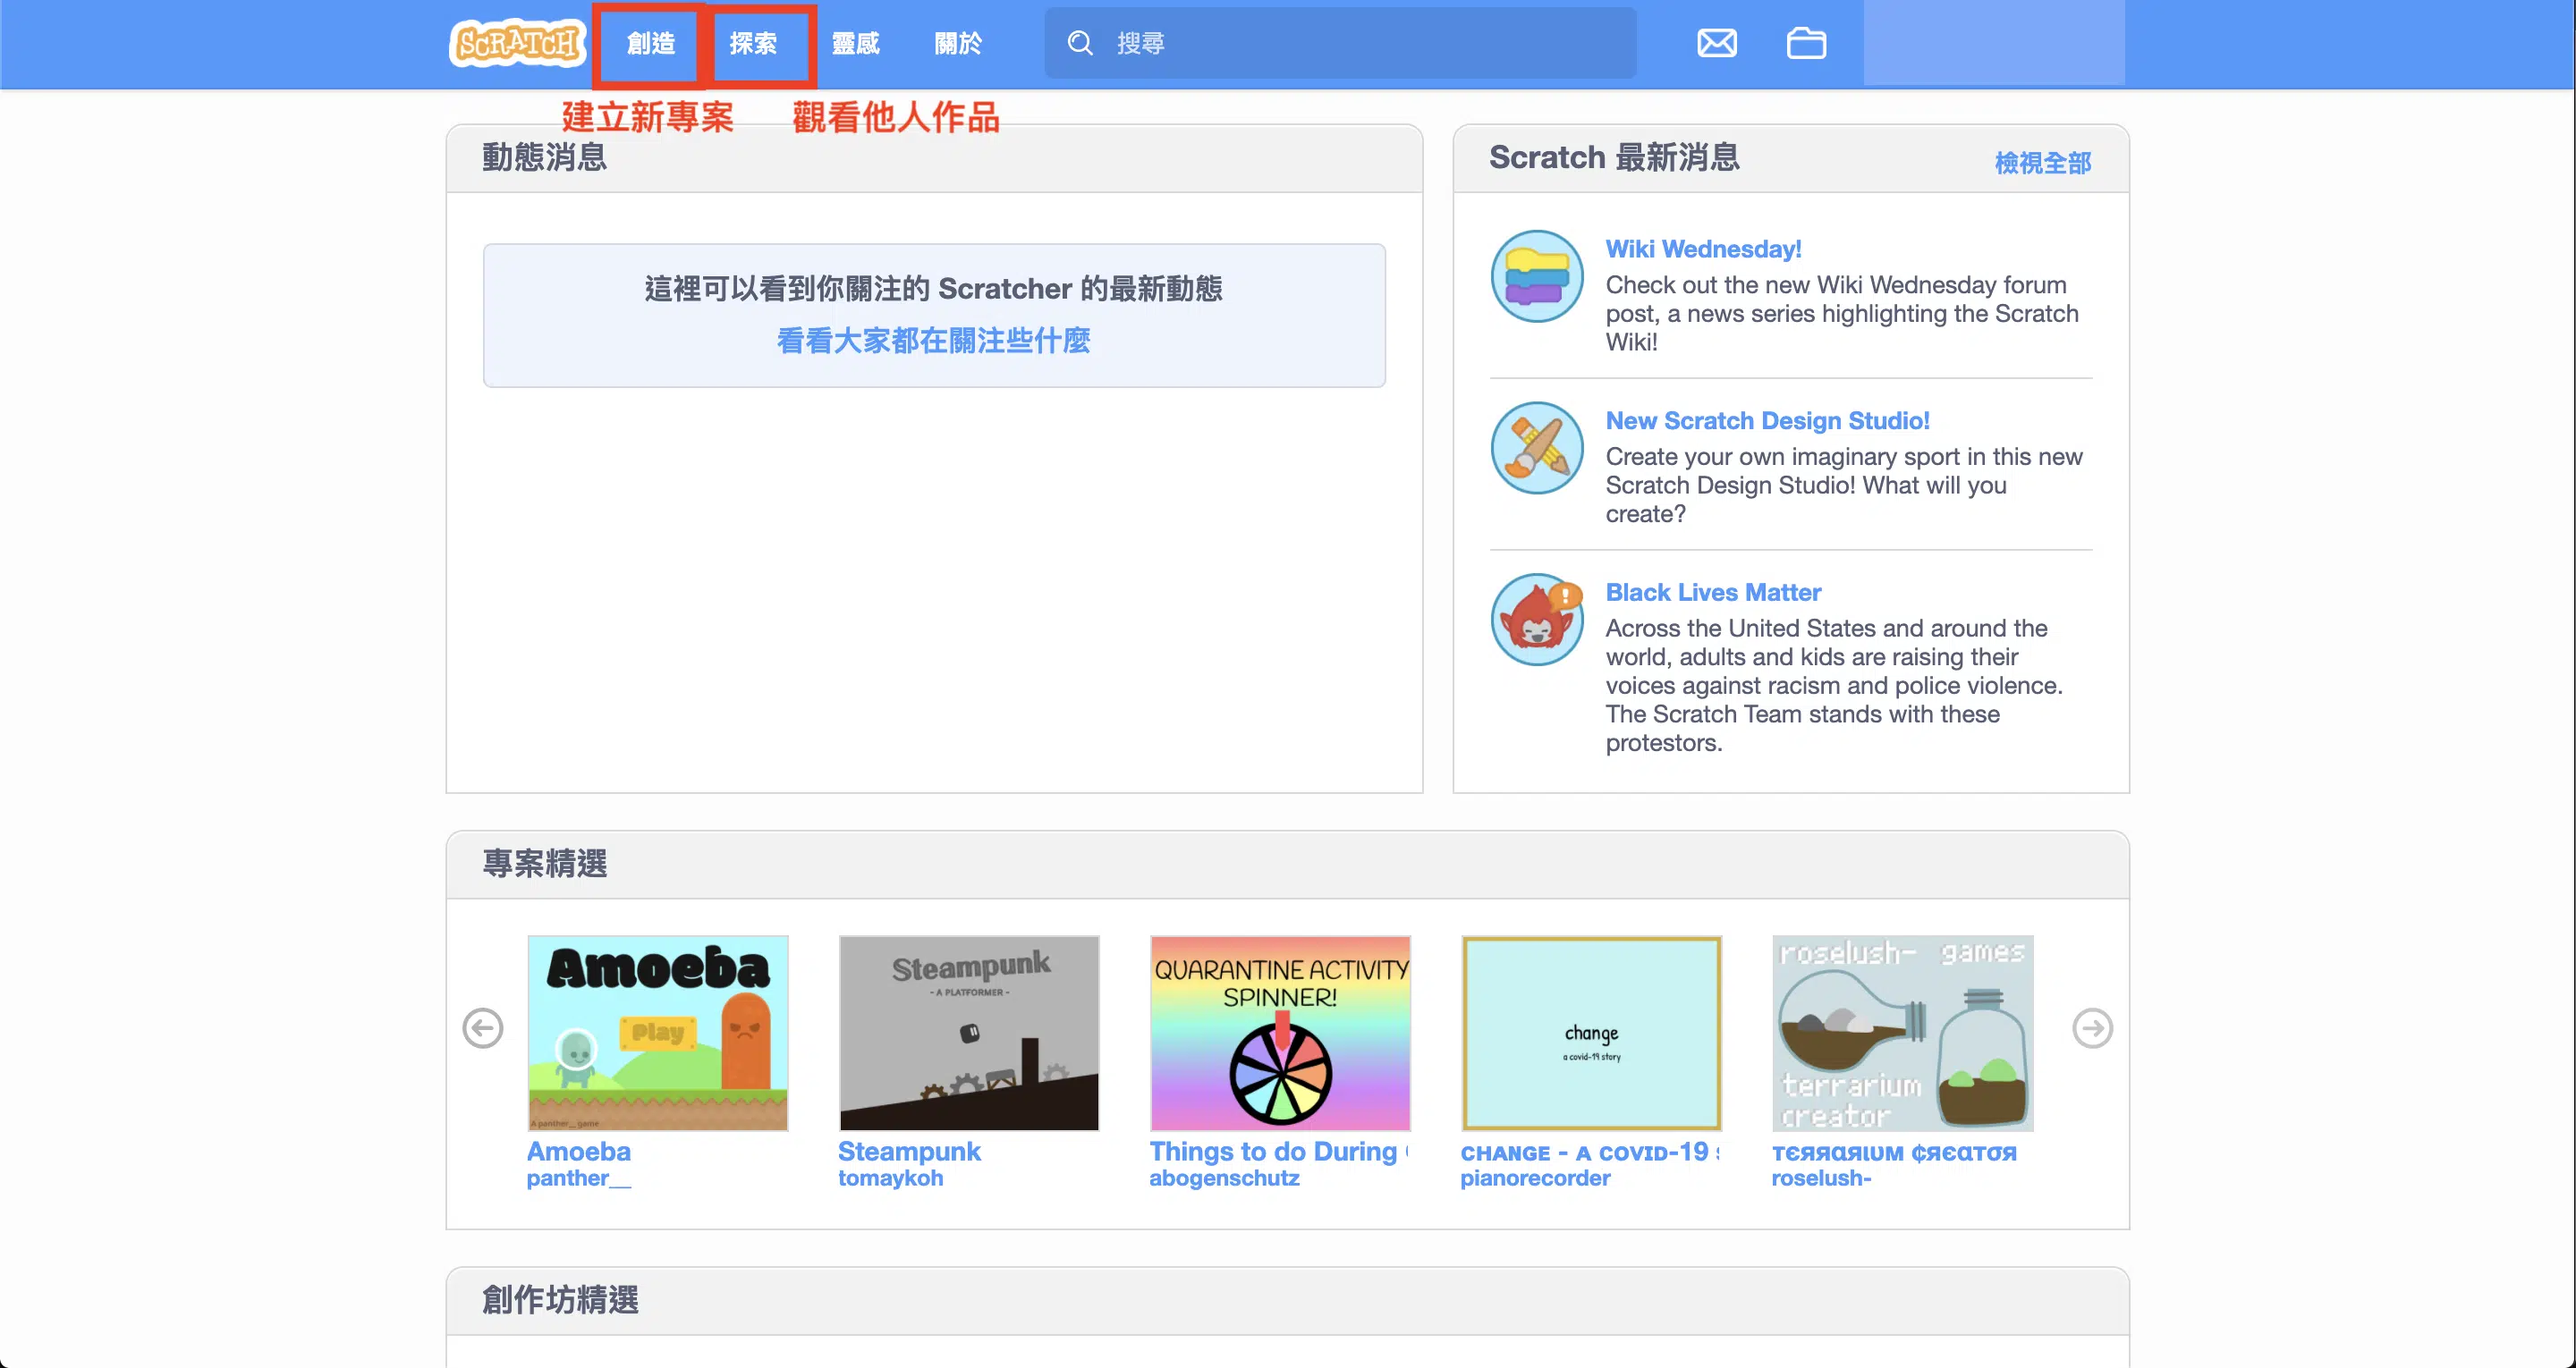 SCRATCH
創造
探索
靈感
關於
搜尋
建立新專案
觀看他人作品
動態消息
這裡可以看到你關注的 Scratcher 的最新動態
看看大家都在關注些什麼
Scratch 最新消息
檢視全部
Wiki Wednesday!
Check out the new Wiki Wednesday forum
post, a news series highlighting the Scratch
Wiki!
New Scratch Design Studio!
Create your own imaginary sport in this new
Scratch Design Studio! What will you
create?
Black Lives Matter
Across the United States and around the
world, adults and kids are raising their
voices against racism and police violence.
The Scratch Team stands with these
protestors.
專案精選
Amoeba
Play
A panther__ game
Amoeba
panther__
Steampunk
- A PLATFORMER -
Steampunk
tomaykoh
QUARANTINE ACTIVITY
SPINNER!
Things to do During
abogenschutz
change
a covid-19 story
ᴄʜᴀɴɢᴇ - ᴀ ᴄᴏᴠɪᴅ-19
pianorecorder
roselush- games
terrarium
creator
тєяяαяιυм ¢яєαтσя
roselush-
創作坊精選